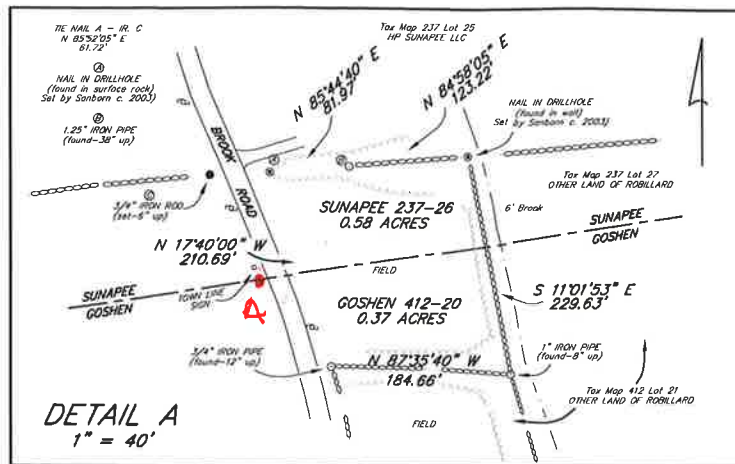 TIE NAIL A - IR. C
N 85°52'05" E
61.72'
A
NAIL IN DRILLHOLE
(found in surface rock)
Set by Sanborn c. 2003)
B
1.25" IRON PIPE
(found-38" up)
C
3/4" IRON ROD
(set-6" up)
Tax Map 237 Lot 25
HP SUNAPEE LLC
N 85°44'40" E
81.97'
N 84°58'05" E
123.22'
NAIL IN DRILLHOLE
(found in wall)
Set by Sanborn c. 2003)
Tax Map 237 Lot 27
OTHER LAND OF ROBILLARD
BROOK ROAD
A
B
SUNAPEE 237-26
0.58 ACRES
6' Brook
SUNAPEE
GOSHEN
N 17°40'00" W
210.69'
FIELD
SUNAPEE
GOSHEN
TOWN LINE
SIGN
A
GOSHEN 412-20
0.37 ACRES
S 11°01'53" E
229.63'
3/4" IRON PIPE
(found-12" up)
N 87°35'40" W
184.66'
1" IRON PIPE
(found-8" up)
Tax Map 412 Lot 21
OTHER LAND OF ROBILLARD
FIELD
DETAIL A
1" = 40'